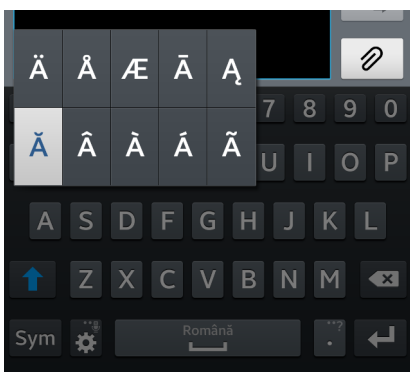 Ä Å Æ Ā Ą
7 8 9 0
Ă Â À Á Ã
U I O P
A S D F G H J K L
Z X C V B N M
Sym Română . ?